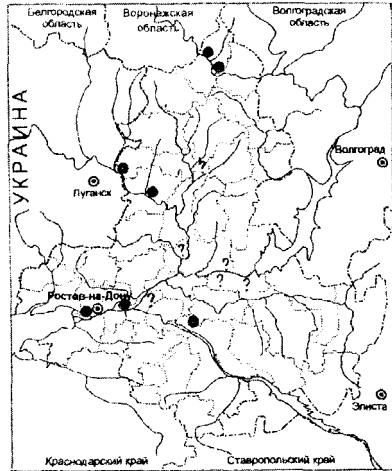 Белгородская
область
Воронежская
область
Волгоградская
область
УКРАИНА
Волгоград
Луганск
?
?
?
?
?
Ростов-на-Дону
Элиста
Краснодарский край
Ставропольский край